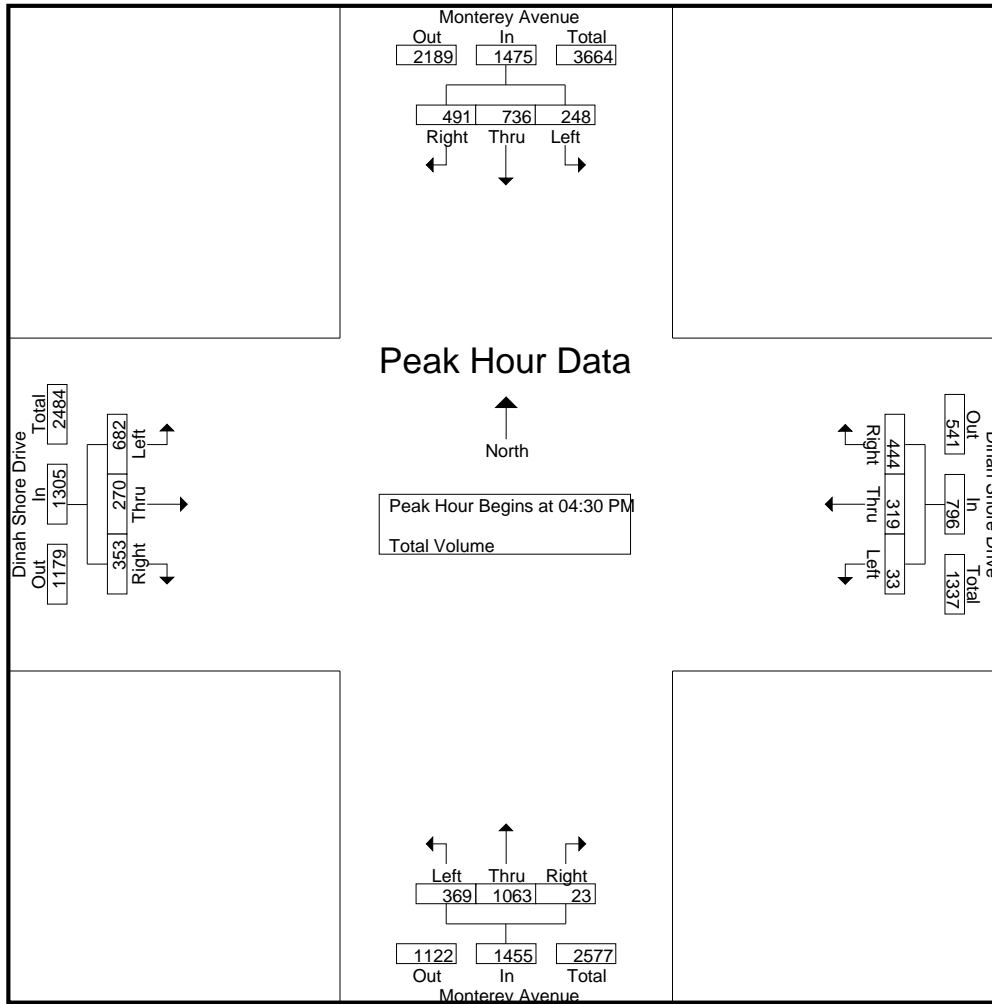 Monterey Avenue
Out In Total
2189 1475 3664
491 736 248
Right Thru Left
Peak Hour Data
North
Peak Hour Begins at 04:30 PM
Total Volume
Dinah Shore Drive
Total In Out
2484 1305 1179
682 270 353
Left Thru Right
Dinah Shore Drive
Out In Total
541 796 1337
444 319 33
Right Thru Left
Left Thru Right
369 1063 23
1122 1455 2577
Out In Total
Monterey Avenue